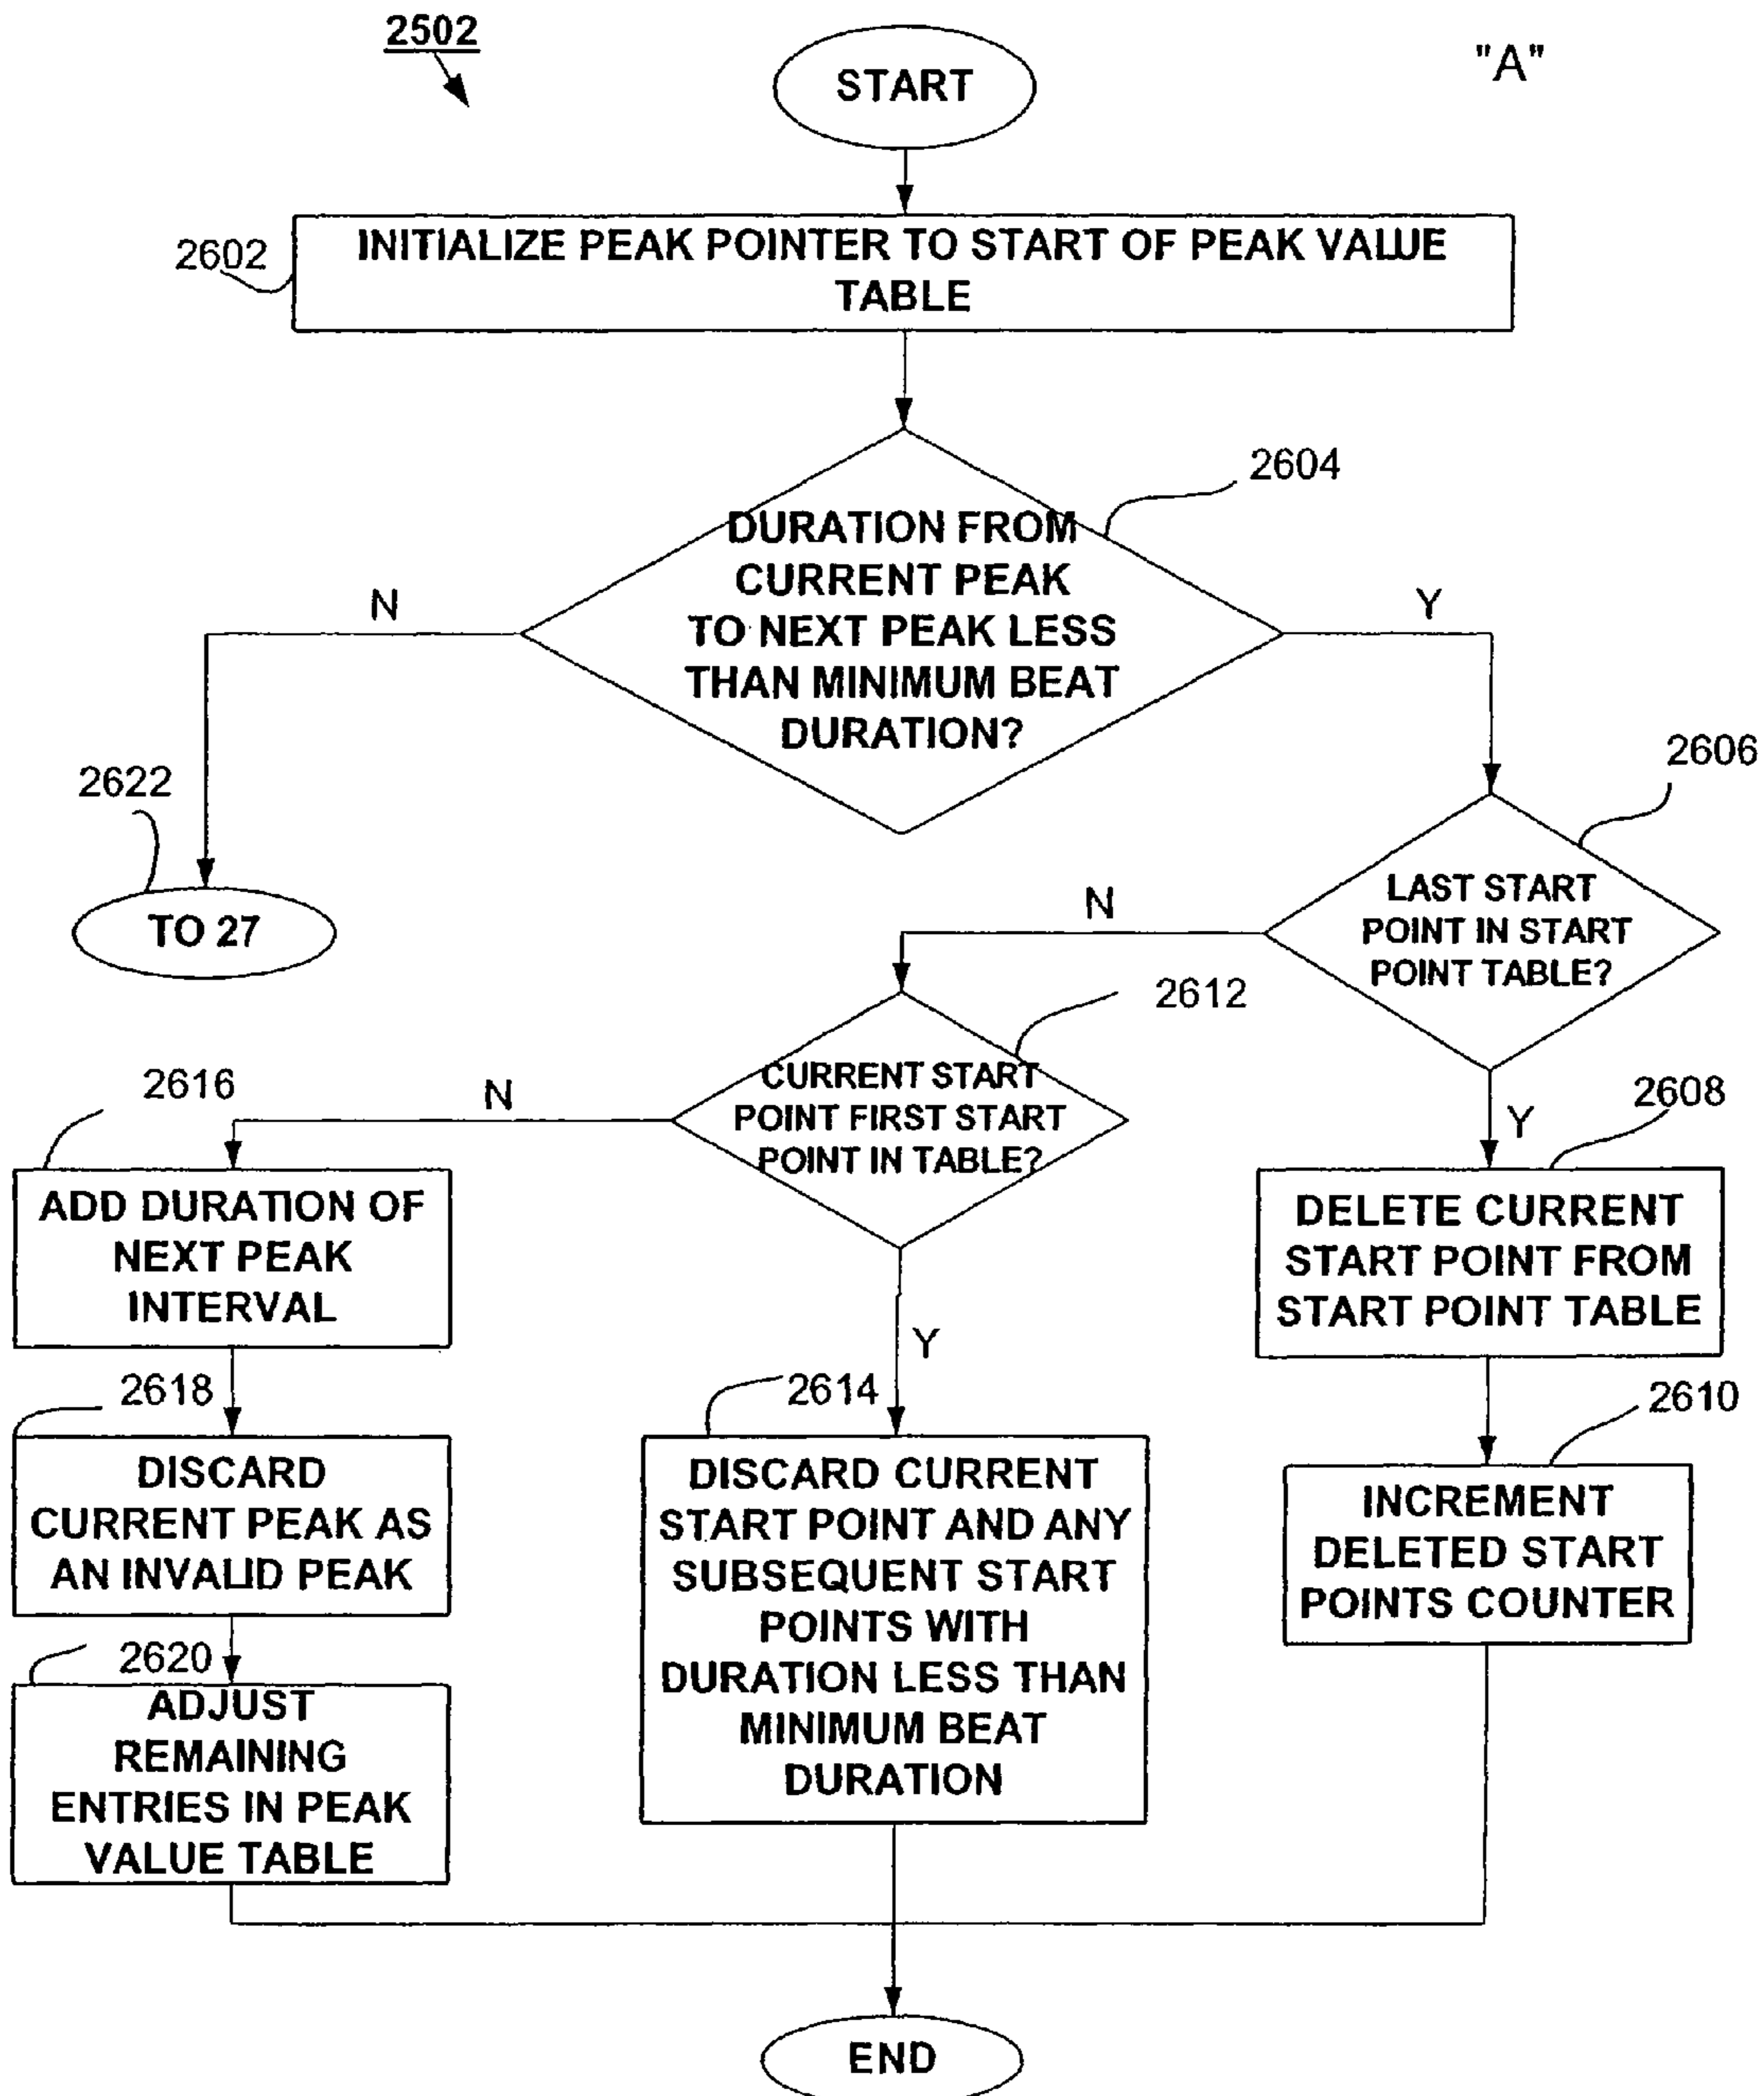 2502
START
"A"
2602
INITIALIZE PEAK POINTER TO START OF PEAK VALUE
TABLE
2604
DURATION FROM
CURRENT PEAK
TO NEXT PEAK LESS
THAN MINIMUM BEAT
DURATION?
N
Y
2622
TO 27
2606
LAST START
POINT IN START
POINT TABLE?
N
Y
2612
CURRENT START
POINT FIRST START
POINT IN TABLE?
N
Y
2616
ADD DURATION OF
NEXT PEAK
INTERVAL
2608
DELETE CURRENT
START POINT FROM
START POINT TABLE
2618
DISCARD
CURRENT PEAK AS
AN INVALID PEAK
2614
DISCARD CURRENT
START POINT AND ANY
SUBSEQUENT START
POINTS WITH
DURATION LESS THAN
MINIMUM BEAT
DURATION
2610
INCREMENT
DELETED START
POINTS COUNTER
2620
ADJUST
REMAINING
ENTRIES IN PEAK
VALUE TABLE
END